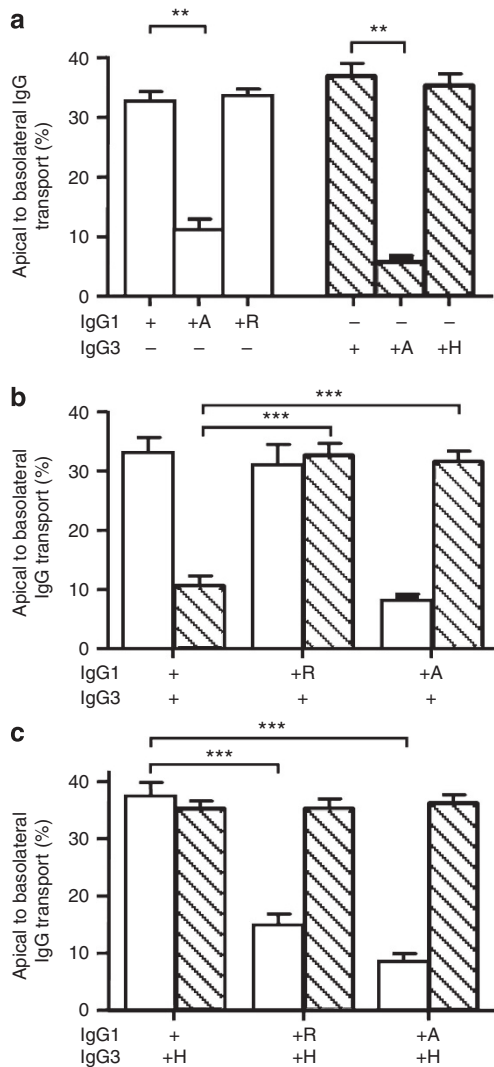 a
**
**
40
30
20
10
0
Apical to basolateral IgG
transport (%)
IgG1 + +A +R – – –
IgG3 – – – + +A +H
b
***
***
40
30
20
10
0
Apical to basolateral
IgG transport (%)
IgG1 + +R +A
IgG3 + + +
c
***
***
40
30
20
10
0
Apical to basolateral
IgG transport (%)
IgG1 + +R +A
IgG3 +H +H +H